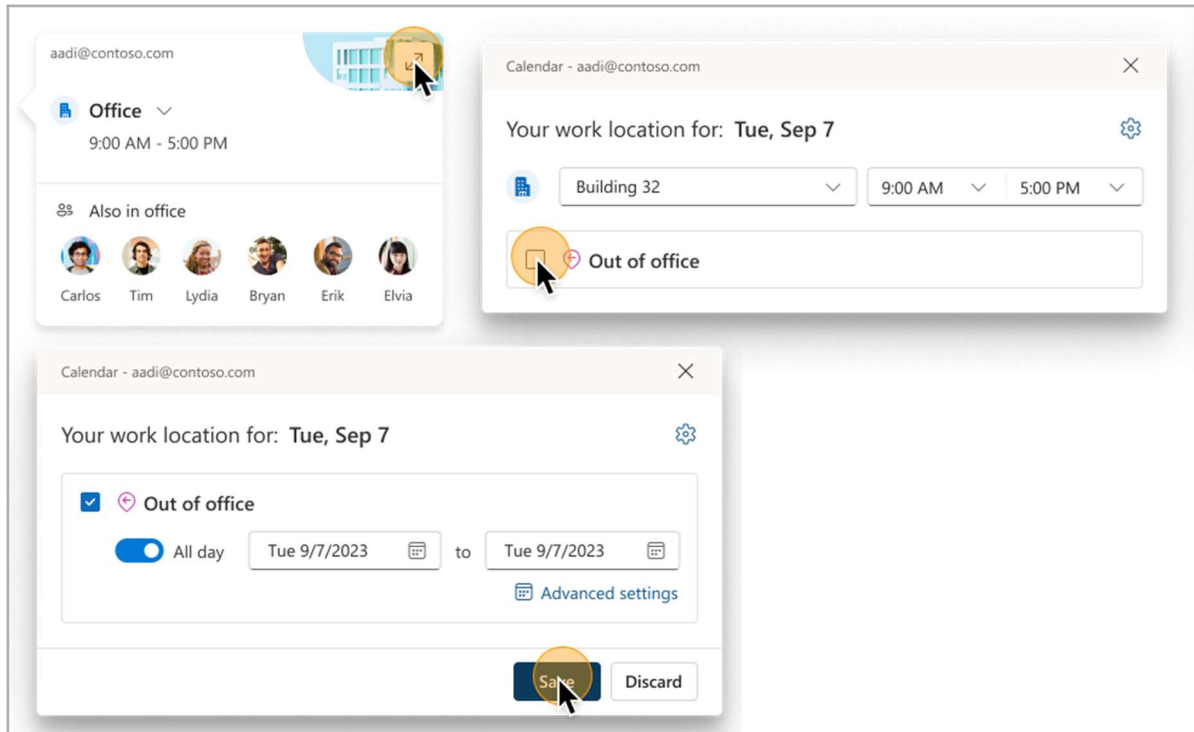 aadi@contoso.com
Office
9:00 AM - 5:00 PM
Also in office
Carlos Tim Lydia Bryan Erik Elvia
Calendar - aadi@contoso.com
Your work location for: Tue, Sep 7
Building 32 9:00 AM 5:00 PM
Out of office
Calendar - aadi@contoso.com
Your work location for: Tue, Sep 7
Out of office
All day Tue 9/7/2023 to Tue 9/7/2023
Advanced settings
Save Discard